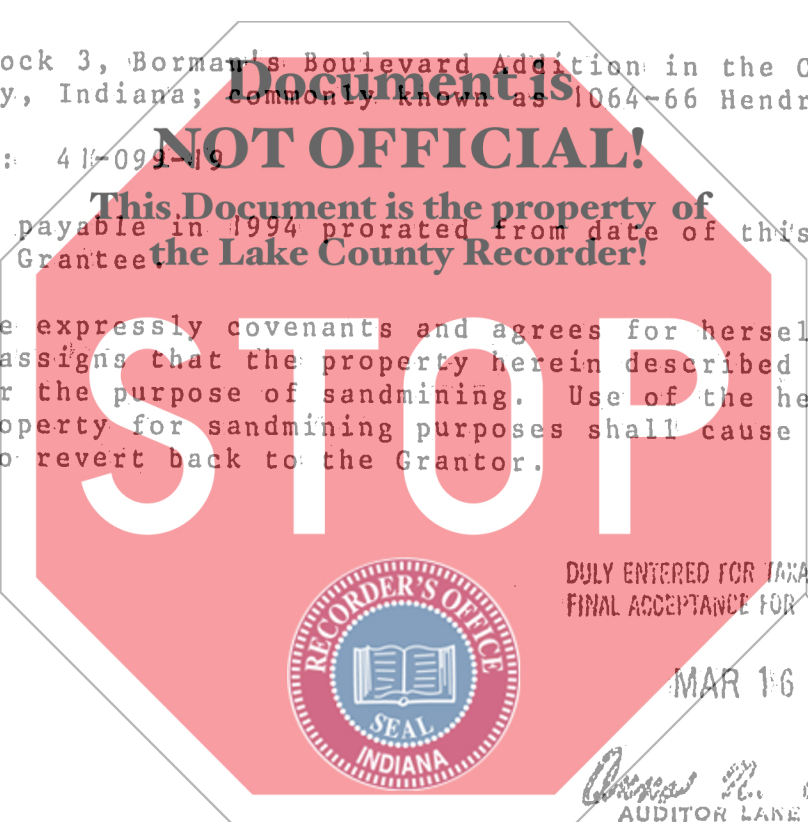 ock 3, Borman's Boulevard Addition in the C
Document is
y, Indiana; commonly known as 1064-66 Hendr
NOT OFFICIAL!
: 41-099-19
This Document is the property of
payable in 1994 prorated from date of this
the Lake County Recorder!
Grantee.
e expressly covenants and agrees for hersel
assigns that the property herein described
r the purpose of sandmining. Use of the he
operty for sandmining purposes shall cause
o revert back to the Grantor.
STOP
DULY ENTERED FOR TAXA
FINAL ACCEPTANCE FOR
RECORDER'S OFFICE
SEAL
INDIANA
MAR 16
Anna N.
AUDITOR LAKE